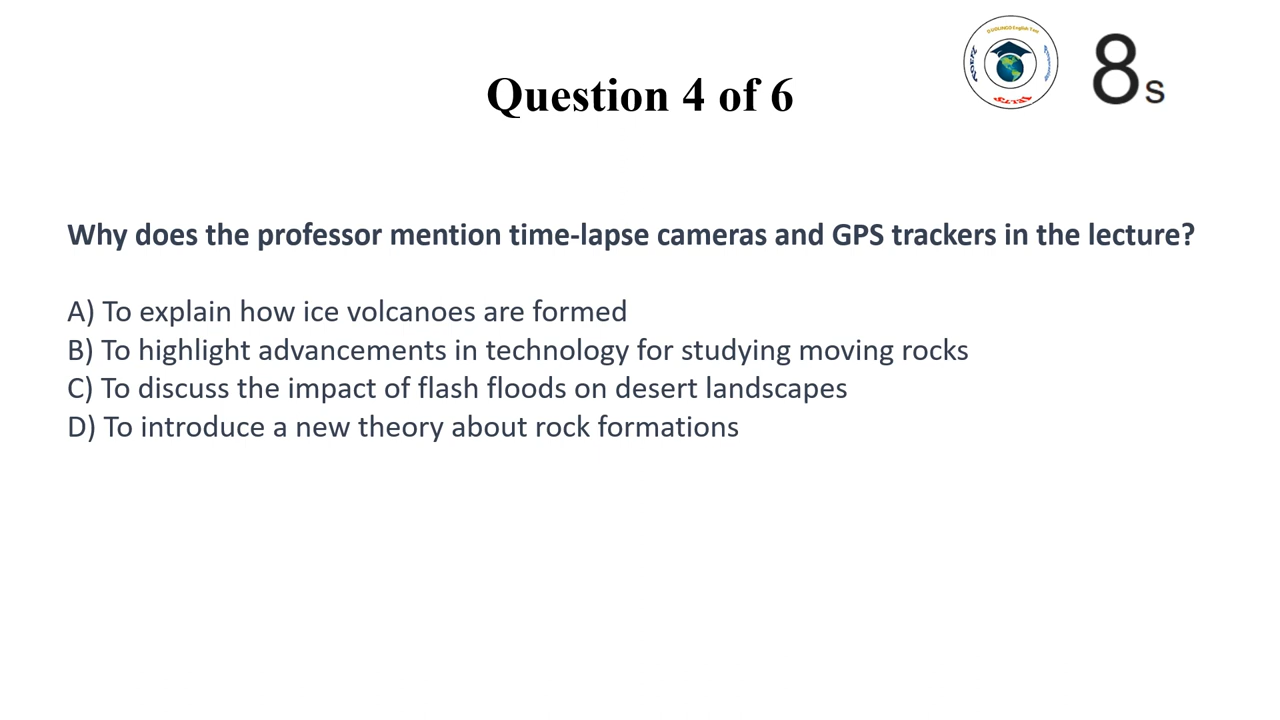 8s
Question 4 of 6
Why does the professor mention time-lapse cameras and GPS trackers in the lecture?
A) To explain how ice volcanoes are formed
B) To highlight advancements in technology for studying moving rocks
C) To discuss the impact of flash floods on desert landscapes
D) To introduce a new theory about rock formations